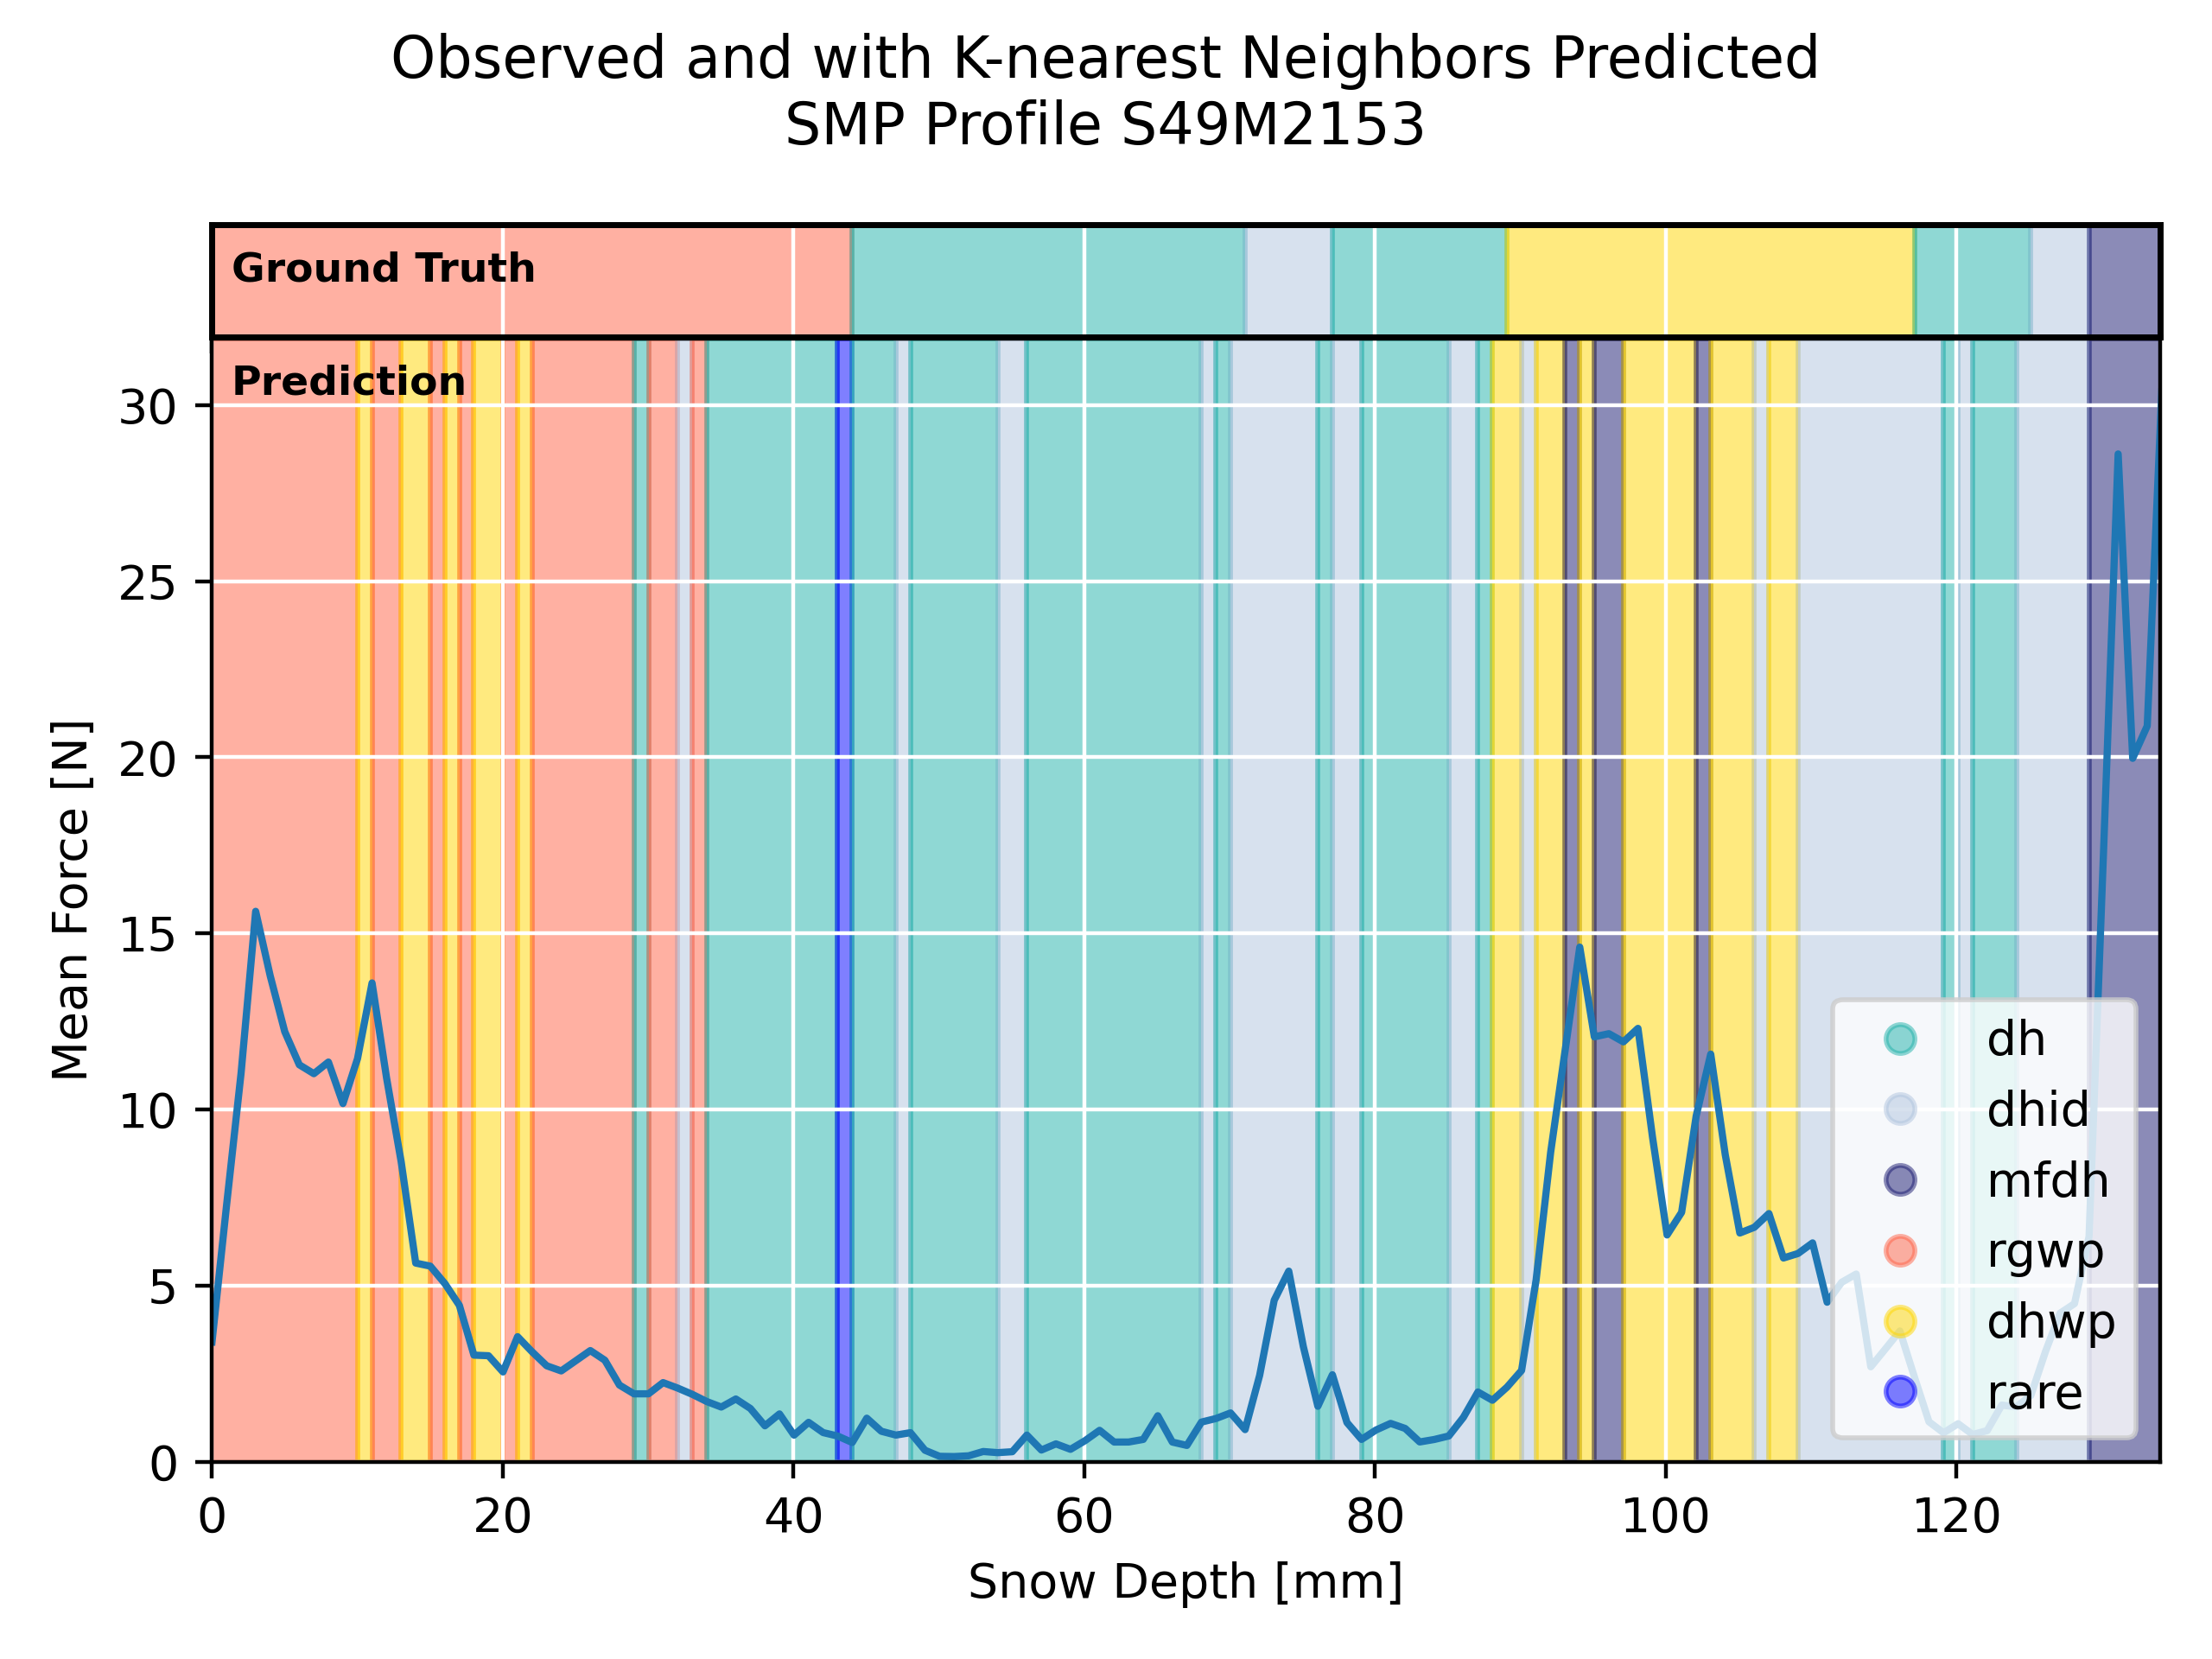 Observed and with K-nearest Neighbors Predicted
SMP Profile S49M2153
Ground Truth
Prediction
30
25
20
15
10
5
0
Mean Force [N]
dh
dhid
mfdh
rgwp
dhwp
rare
0 20 40 60 80 100 120
Snow Depth [mm]